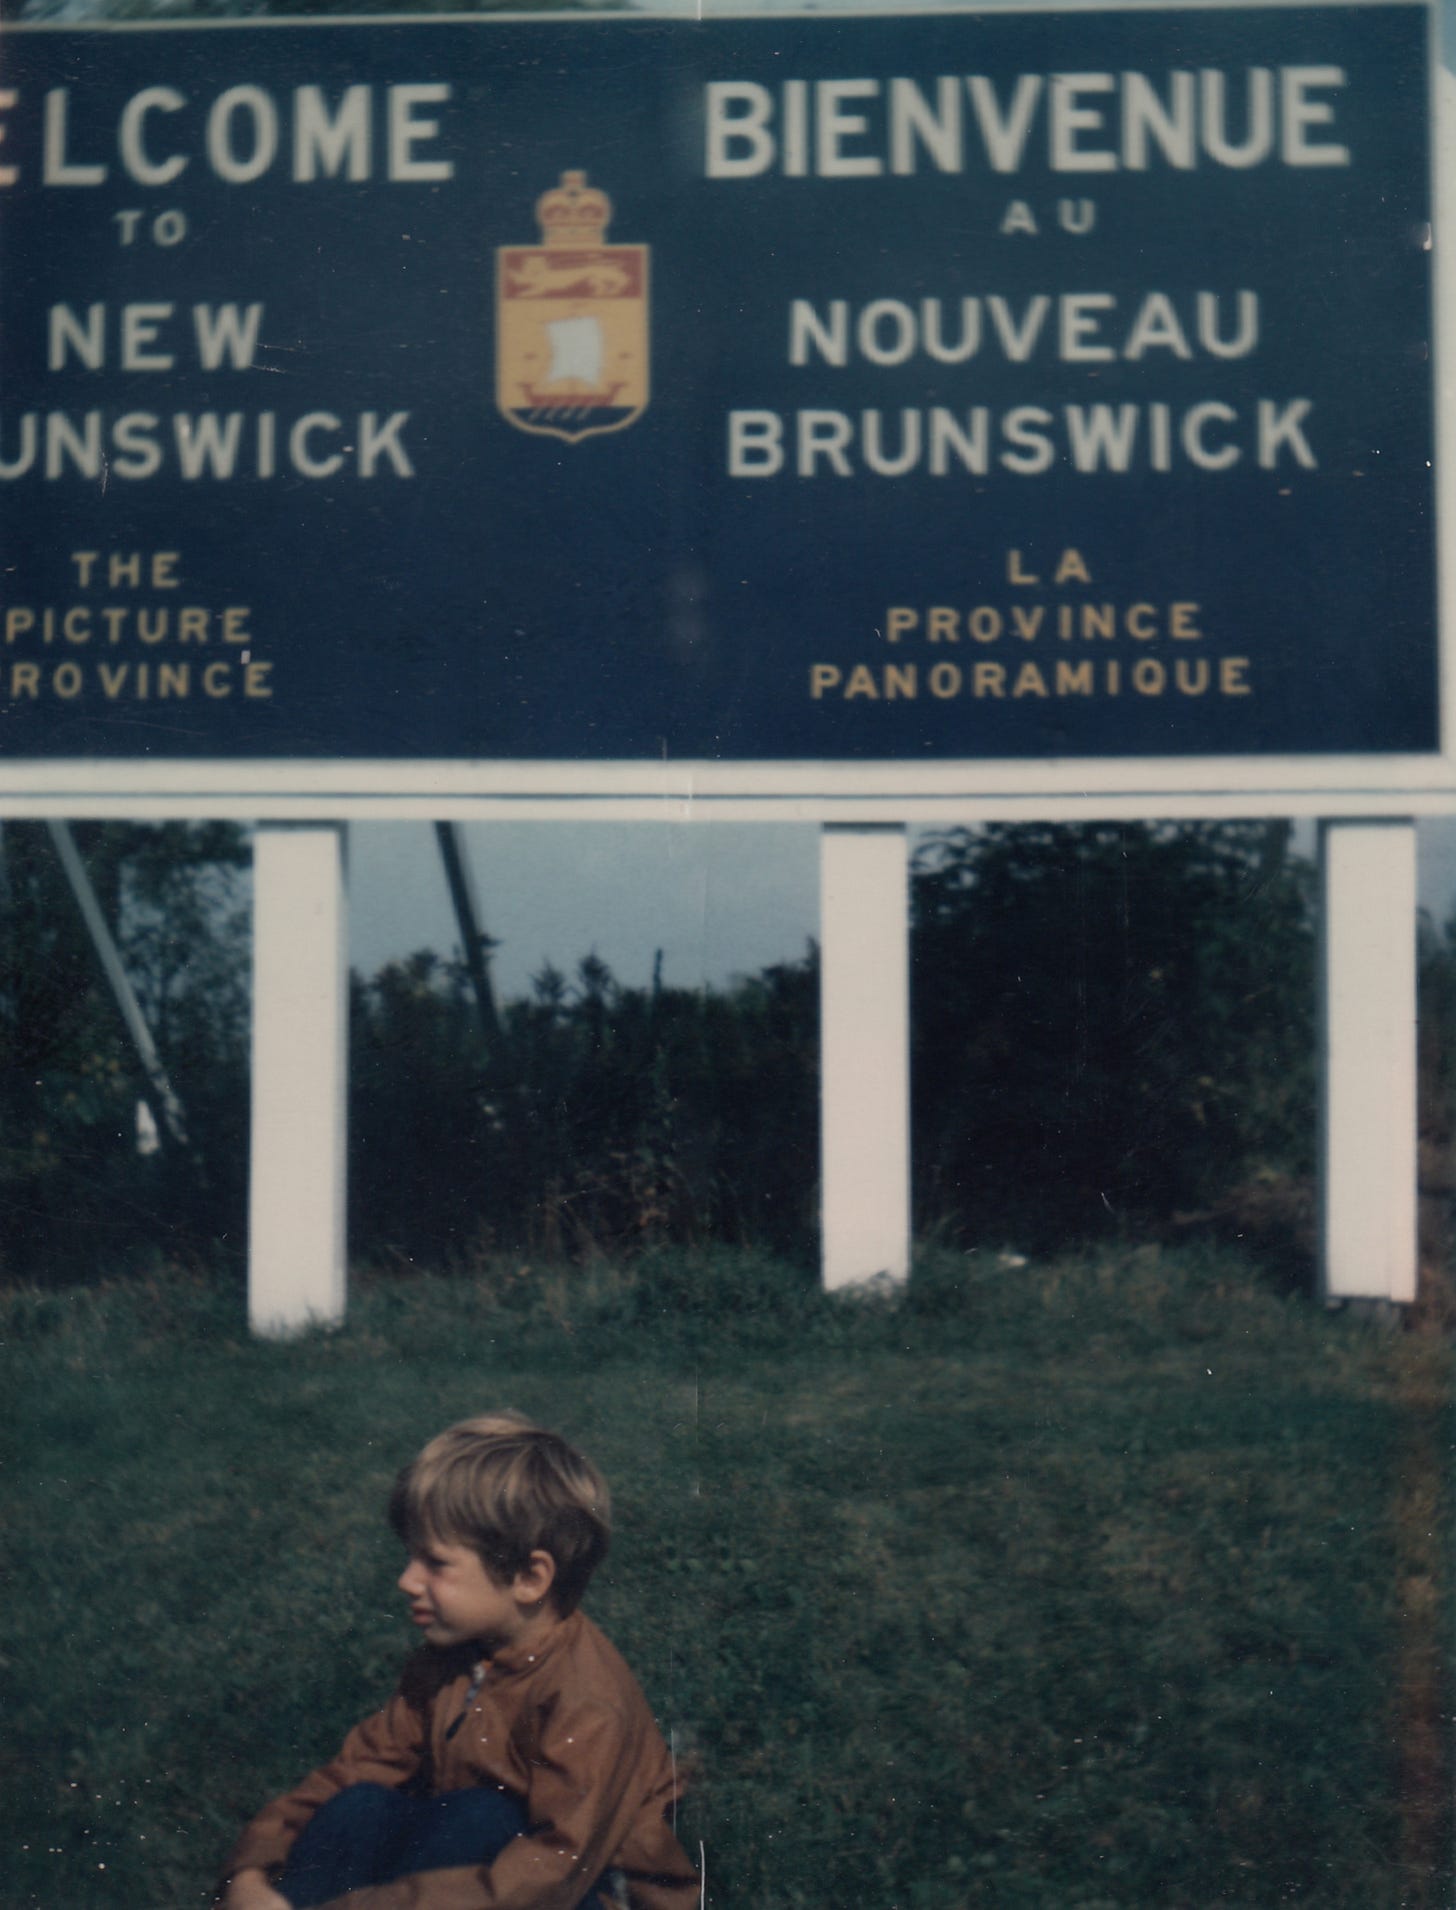 ELCOME
TO
NEW
UNSWICK
THE
PICTURE
ROVINCE
BIENVENUE
AU
NOUVEAU
BRUNSWICK
LA
PROVINCE
PANORAMIQUE